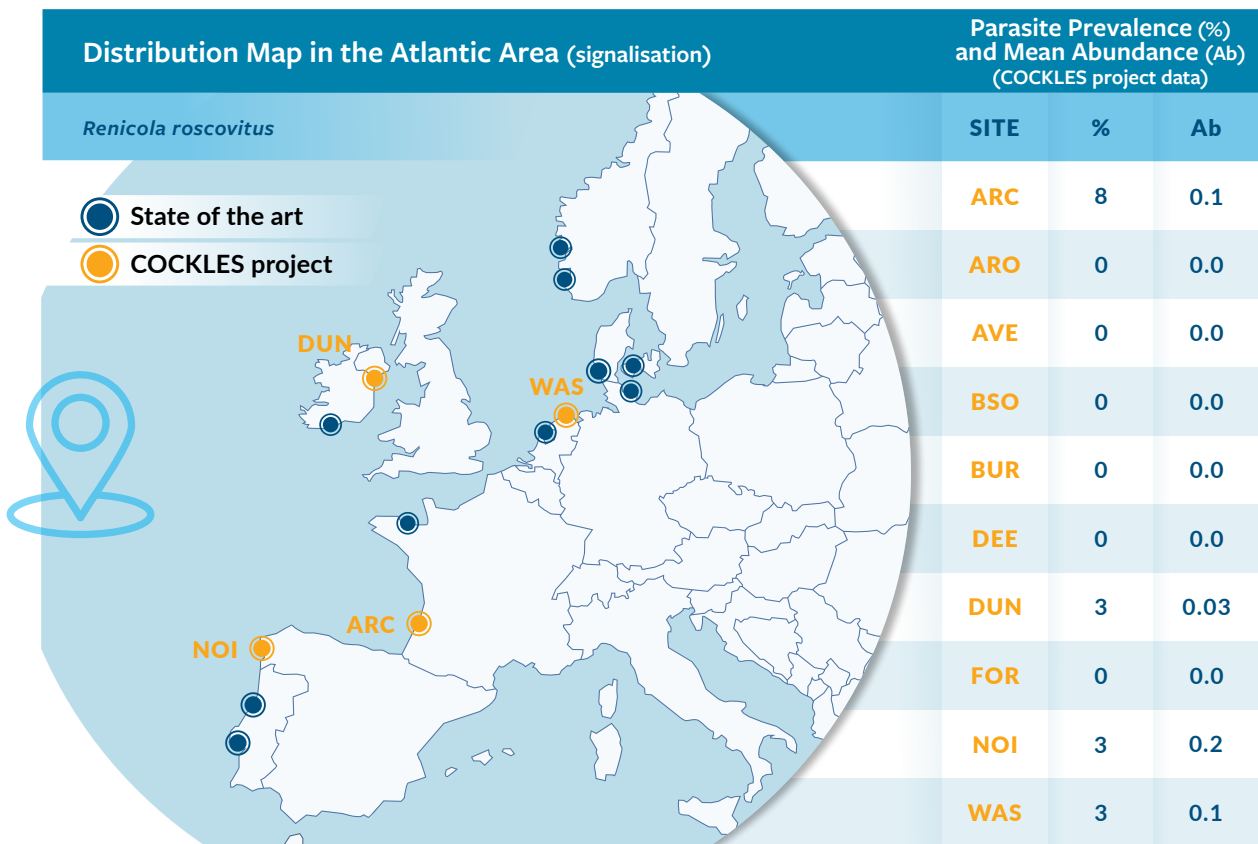 Distribution Map in the Atlantic Area (signalisation)
Parasite Prevalence (%)
and Mean Abundance (Ab)
(COCKLES project data)
Renicola roscovitus
SITE % Ab
State of the art
COCKLES project
DUN
WAS
ARC
NOI
ARC 8 0.1
ARO 0 0.0
AVE 0 0.0
BSO 0 0.0
BUR 0 0.0
DEE 0 0.0
DUN 3 0.03
FOR 0 0.0
NOI 3 0.2
WAS 3 0.1